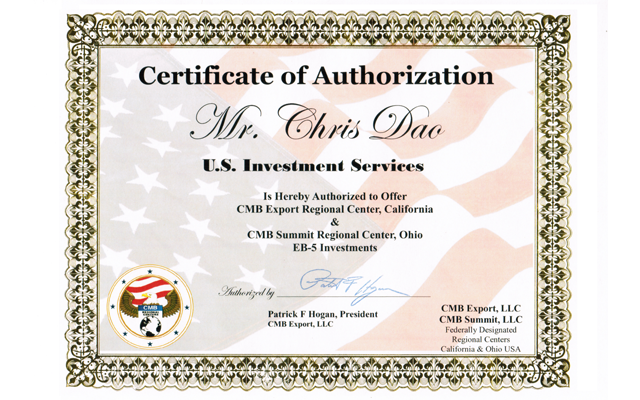 Certificate of Authorization
Mr. Chris Dao
U.S. Investment Services
Is Hereby Authorized to Offer
CMB Export Regional Center, California
&
CMB Summit Regional Center, Ohio
EB-5 Investments
Authorized by
Patrick F Hogan
Patrick F Hogan, President
CMB Export, LLC
CMB
CMB Export, LLC
CMB Summit, LLC
Federally Designated
Regional Centers
California & Ohio USA